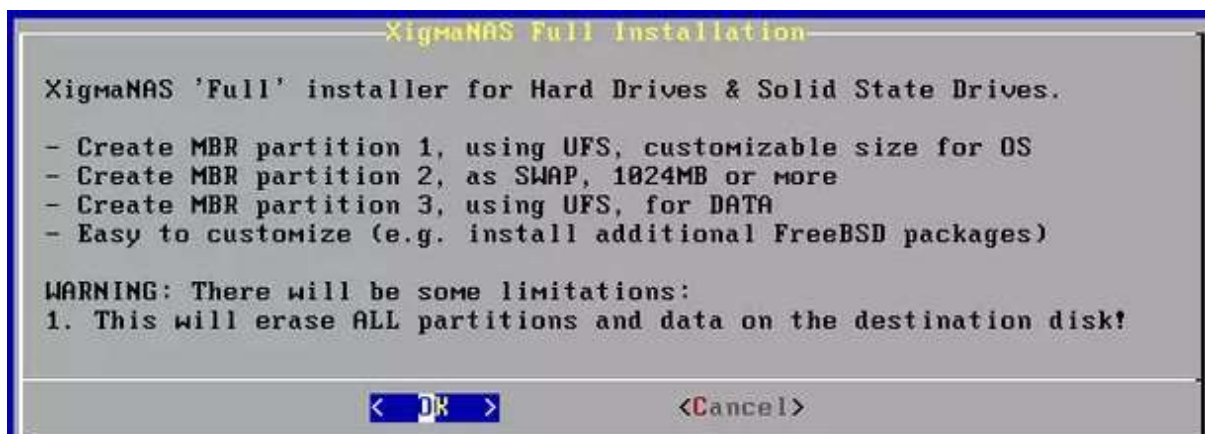 XigmaNAS Full Installation
XigmaNAS 'Full' installer for Hard Drives & Solid State Drives.
- Create MBR partition 1, using UFS, customizable size for OS
- Create MBR partition 2, as SWAP, 1024MB or more
- Create MBR partition 3, using UFS, for DATA
- Easy to customize (e.g. install additional FreeBSD packages)
WARNING: There will be some limitations:
1. This will erase ALL partitions and data on the destination disk!
< OK > <Cancel>